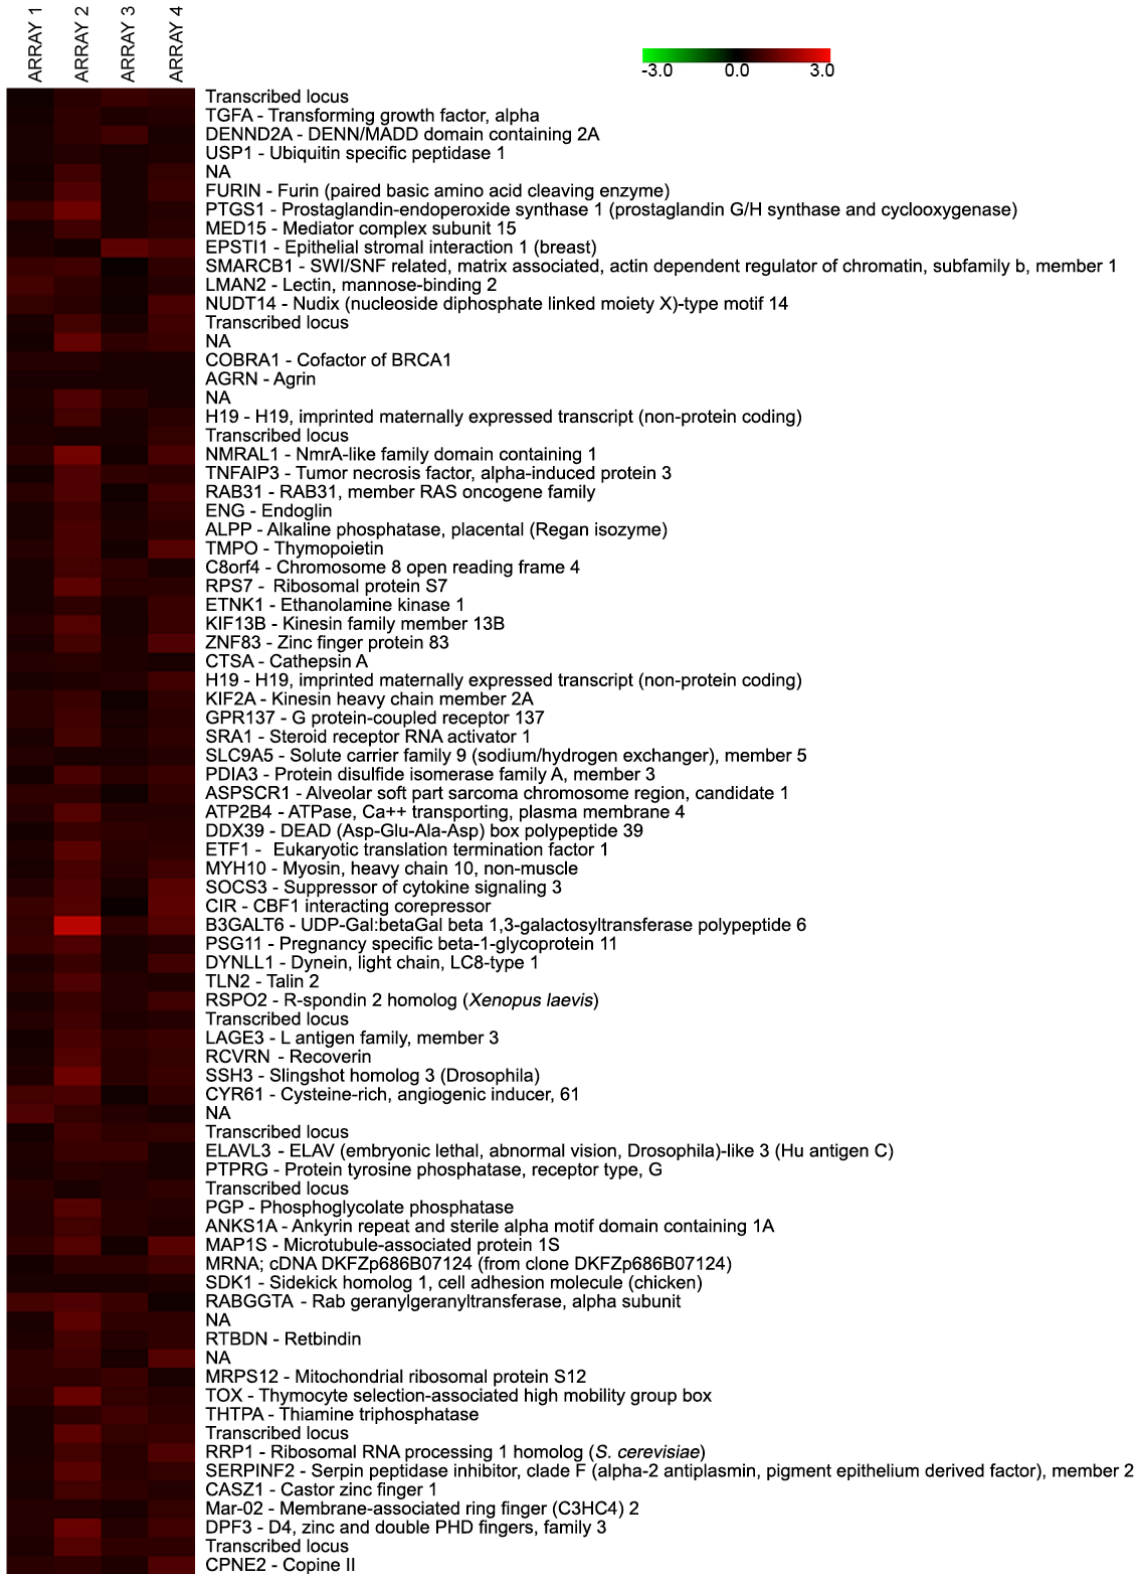 ARRAY 1
ARRAY 2
ARRAY 3
ARRAY 4
-3.0 0.0 3.0
Transcribed locus
TGFA - Transforming growth factor, alpha
DENND2A - DENN/MADD domain containing 2A
USP1 - Ubiquitin specific peptidase 1
NA
FURIN - Furin (paired basic amino acid cleaving enzyme)
PTGS1 - Prostaglandin-endoperoxide synthase 1 (prostaglandin G/H synthase and cyclooxygenase)
MED15 - Mediator complex subunit 15
EPSTI1 - Epithelial stromal interaction 1 (breast)
SMARCB1 - SWI/SNF related, matrix associated, actin dependent regulator of chromatin, subfamily b, member 1
LMAN2 - Lectin, mannose-binding 2
NUDT14 - Nudix (nucleoside diphosphate linked moiety X)-type motif 14
Transcribed locus
NA
COBRA1 - Cofactor of BRCA1
AGRN - Agrin
NA
H19 - H19, imprinted maternally expressed transcript (non-protein coding)
Transcribed locus
NMRAL1 - NmrA-like family domain containing 1
TNFAIP3 - Tumor necrosis factor, alpha-induced protein 3
RAB31 - RAB31, member RAS oncogene family
ENG - Endoglin
ALPP - Alkaline phosphatase, placental (Regan isozyme)
TMPO - Thymopoietin
C8orf4 - Chromosome 8 open reading frame 4
RPS7 - Ribosomal protein S7
ETNK1 - Ethanolamine kinase 1
KIF13B - Kinesin family member 13B
ZNF83 - Zinc finger protein 83
CTSA - Cathepsin A
H19 - H19, imprinted maternally expressed transcript (non-protein coding)
KIF2A - Kinesin heavy chain member 2A
GPR137 - G protein-coupled receptor 137
SRA1 - Steroid receptor RNA activator 1
SLC9A5 - Solute carrier family 9 (sodium/hydrogen exchanger), member 5
PDIA3 - Protein disulfide isomerase family A, member 3
ASPSCR1 - Alveolar soft part sarcoma chromosome region, candidate 1
ATP2B4 - ATPase, Ca++ transporting, plasma membrane 4
DDX39 - DEAD (Asp-Glu-Ala-Asp) box polypeptide 39
ETF1 - Eukaryotic translation termination factor 1
MYH10 - Myosin, heavy chain 10, non-muscle
SOCS3 - Suppressor of cytokine signaling 3
CIR - CBF1 interacting corepressor
B3GALT6 - UDP-Gal:betaGal beta 1,3-galactosyltransferase polypeptide 6
PSG11 - Pregnancy specific beta-1-glycoprotein 11
DYNLL1 - Dynein, light chain, LC8-type 1
TLN2 - Talin 2
RSPO2 - R-spondin 2 homolog (Xenopus laevis)
Transcribed locus
LAGE3 - L antigen family, member 3
RCVRN - Recoverin
SSH3 - Slingshot homolog 3 (Drosophila)
CYR61 - Cysteine-rich, angiogenic inducer, 61
NA
Transcribed locus
ELAVL3 - ELAV (embryonic lethal, abnormal vision, Drosophila)-like 3 (Hu antigen C)
PTPRG - Protein tyrosine phosphatase, receptor type, G
Transcribed locus
PGP - Phosphoglycolate phosphatase
ANKS1A - Ankyrin repeat and sterile alpha motif domain containing 1A
MAP1S - Microtubule-associated protein 1S
MRNA; cDNA DKFZp686B07124 (from clone DKFZp686B07124)
SDK1 - Sidekick homolog 1, cell adhesion molecule (chicken)
RABGGTA - Rab geranylgeranyltransferase, alpha subunit
NA
RTBDN - Retbindin
NA
MRPS12 - Mitochondrial ribosomal protein S12
TOX - Thymocyte selection-associated high mobility group box
THTPA - Thiamine triphosphatase
Transcribed locus
RRP1 - Ribosomal RNA processing 1 homolog (S. cerevisiae)
SERPINF2 - Serpin peptidase inhibitor, clade F (alpha-2 antiplasmin, pigment epithelium derived factor), member 2
CASZ1 - Castor zinc finger 1
Mar-02 - Membrane-associated ring finger (C3HC4) 2
DPF3 - D4, zinc and double PHD fingers, family 3
Transcribed locus
CPNE2 - Copine II